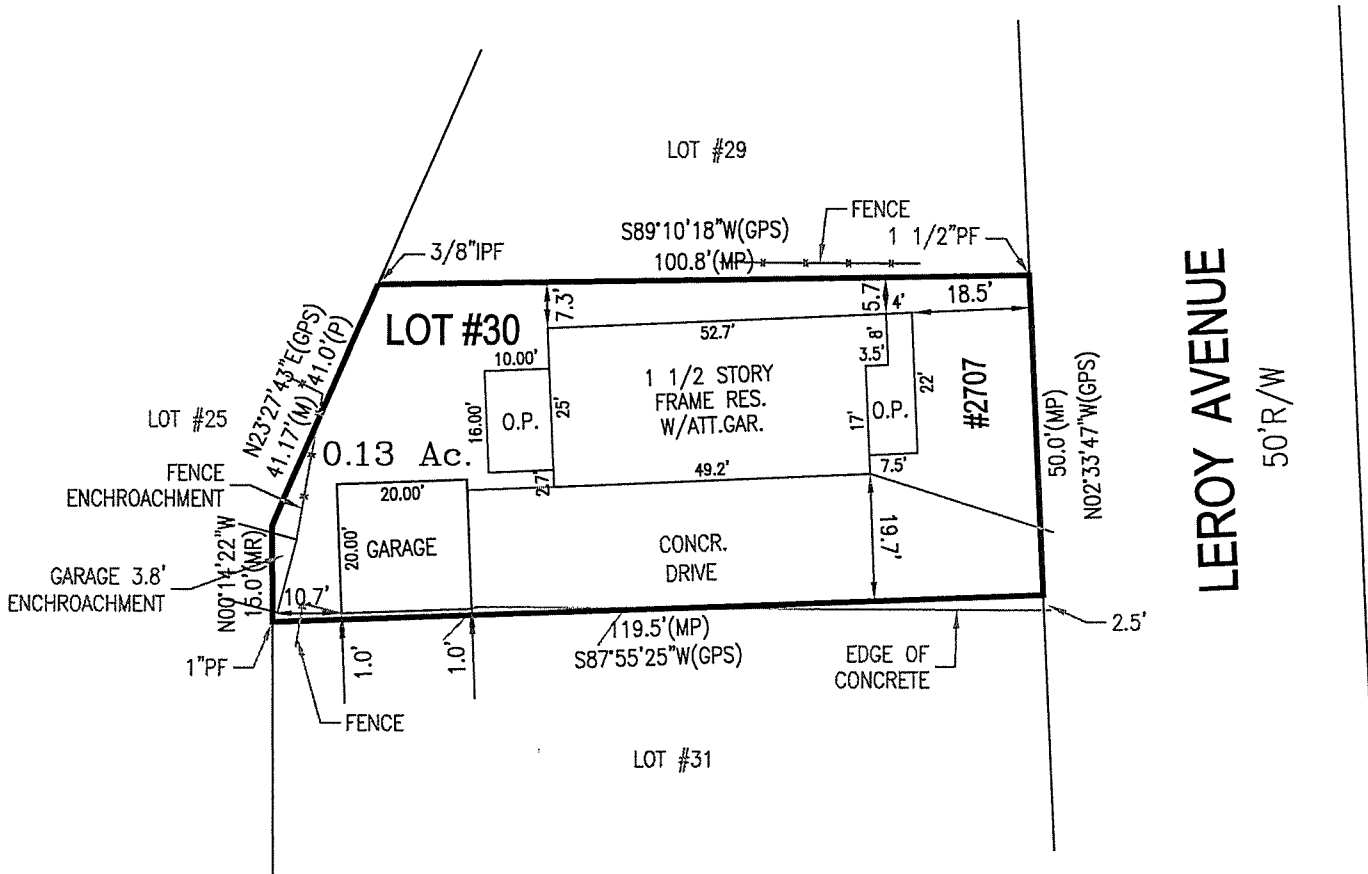 LOT #29
FENCE
S89°10'18"W(GPS)
1 1/2"PF
3/8"IPF
100.8'(MP)
7.3'
5.7
4'
18.5'
LOT #30
52.7'
8'
3.5'
10.00'
16.00'
O.P.
25'
1 1/2 STORY
FRAME RES.
W/ATT.GAR.
17'
O.P.
22'
7.5'
#2707
50.0'(MP)
N02°33'47"W(GPS)
LEROY AVENUE
50'R/W
N23°27'43"E(GPS)
41.17'(M) 41.0'(P)
LOT #25
0.13 Ac.
2.7'
49.2'
FENCE
ENCHROACHMENT
20.00'
20.00'
GARAGE
CONCR.
DRIVE
19.7'
GARAGE 3.8'
ENCHROACHMENT
N00°14'22"W
15.0'(MR)
10.7'
119.5'(MP)
S87°55'25"W(GPS)
2.5'
1"PF
1.0'
1.0'
EDGE OF
CONCRETE
FENCE
LOT #31